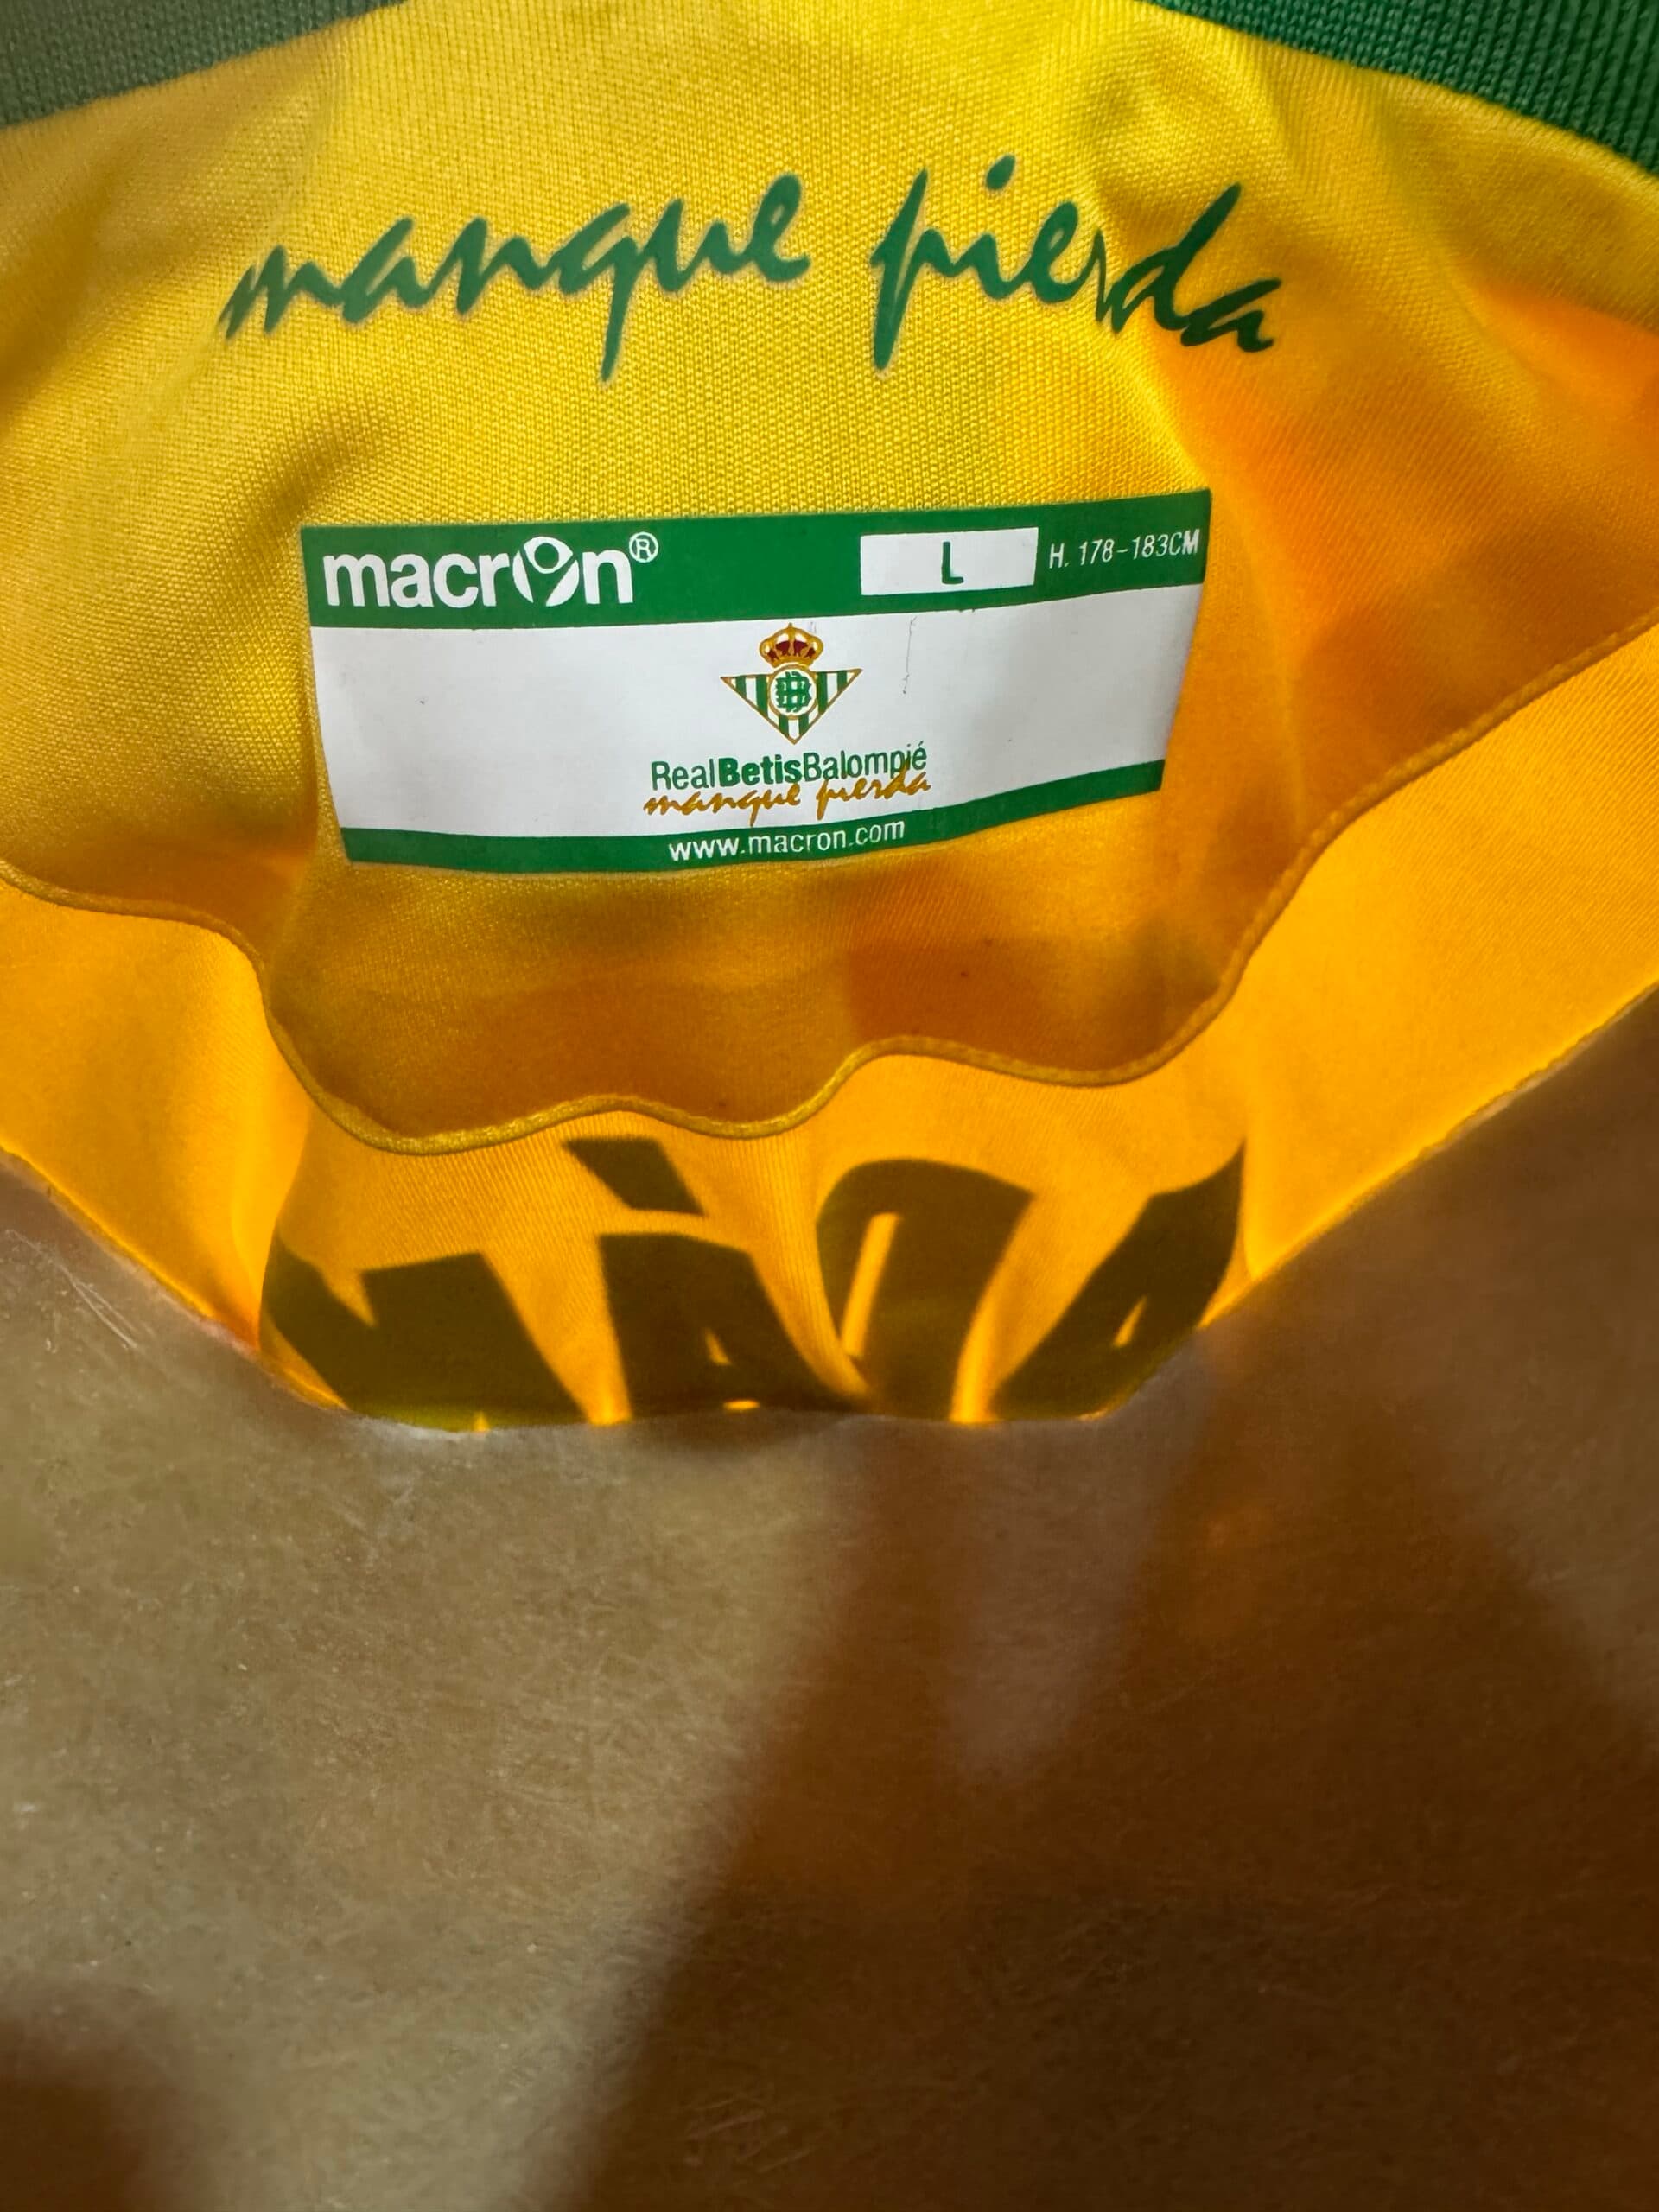 manque pierda
macron®
L
H. 178-183CM
RealBetisBalompié
manque pierda
www.macron.com